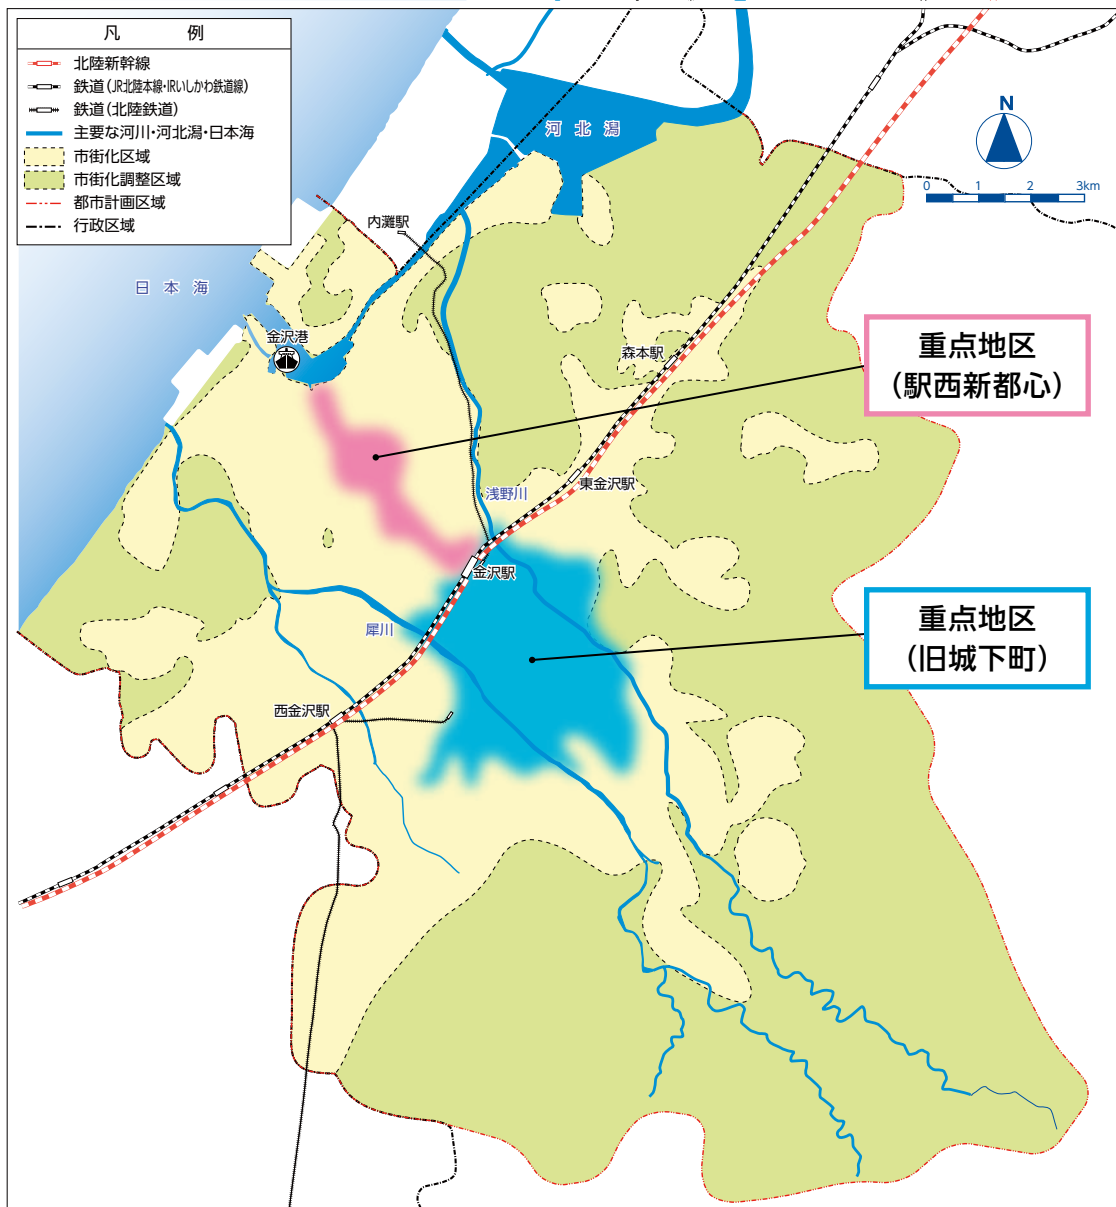 凡 例
北陸新幹線
鉄道(JR北陸本線・IRいしかわ鉄道線)
鉄道(北陸鉄道)
主要な河川・河北潟・日本海
市街化区域
市街化調整区域
都市計画区域
行政区域
河北潟
N
0 1 2 3km
内灘駅
日本海
金沢港
森本駅
重点地区
(駅西新都心)
東金沢駅
浅野川
金沢駅
犀川
重点地区
(旧城下町)
西金沢駅